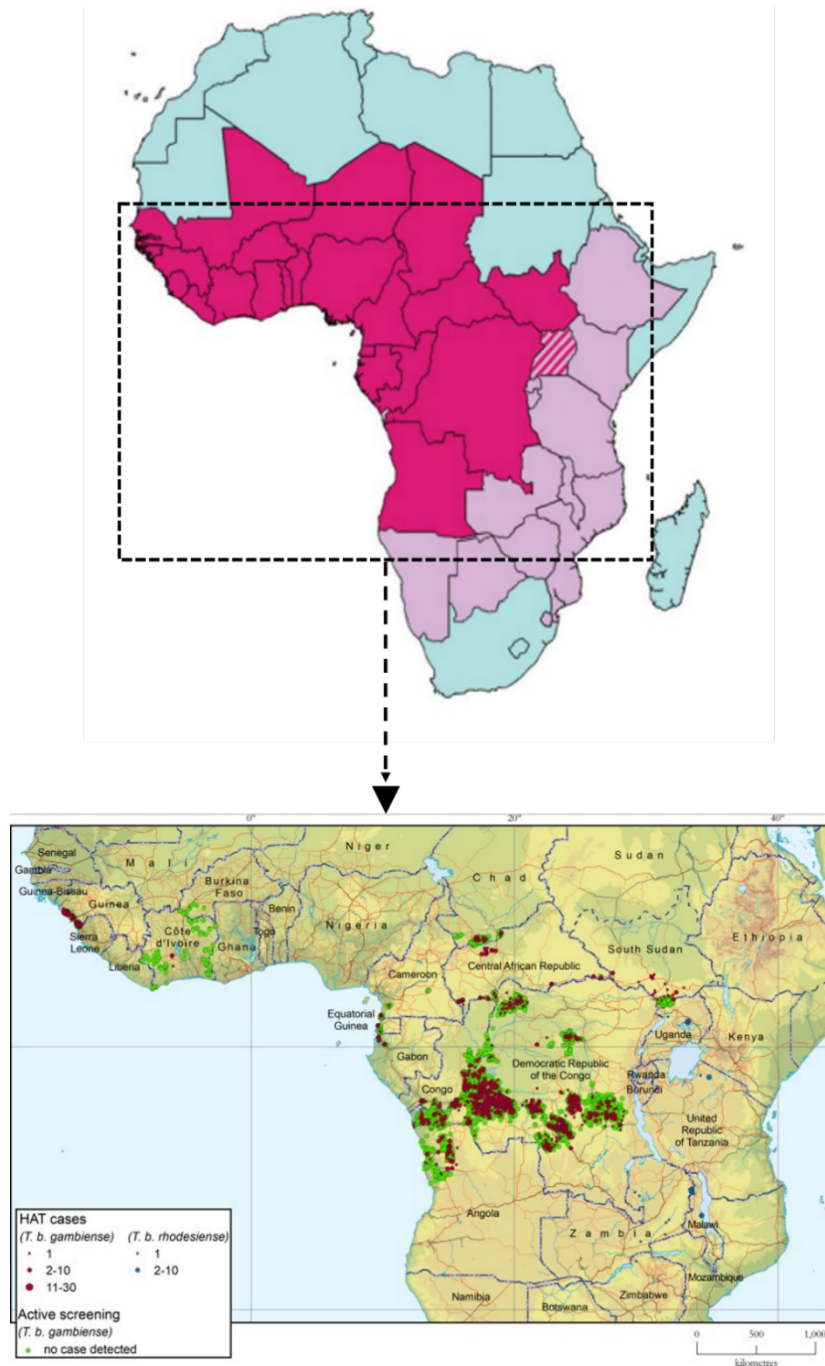 0°
20°
40°
Niger
Senegal
Mali
Chad
Sudan
Gambia
Guinea-Bissau
Burkina
Faso
Guinea
Benin
Nigeria
Côte
d'Ivoire
Togo
Ghana
Sierra
Leone
Liberia
South Sudan
Ethiopia
Central African Republic
Cameroon
Equatorial
Guinea
Uganda
Kenya
Gabon
Democratic Republic
of the Congo
Rwanda
Congo
Burundi
United
Republic
of Tanzania
Angola
Malawi
Zambia
Mozambique
Zimbabwe
Namibia
Botswana
HAT cases
(T. b. gambiense) (T. b. rhodesiense)
1 1
2-10 2-10
11-30
Active screening
(T. b. gambiense)
no case detected
0 500 1,000
kilometres